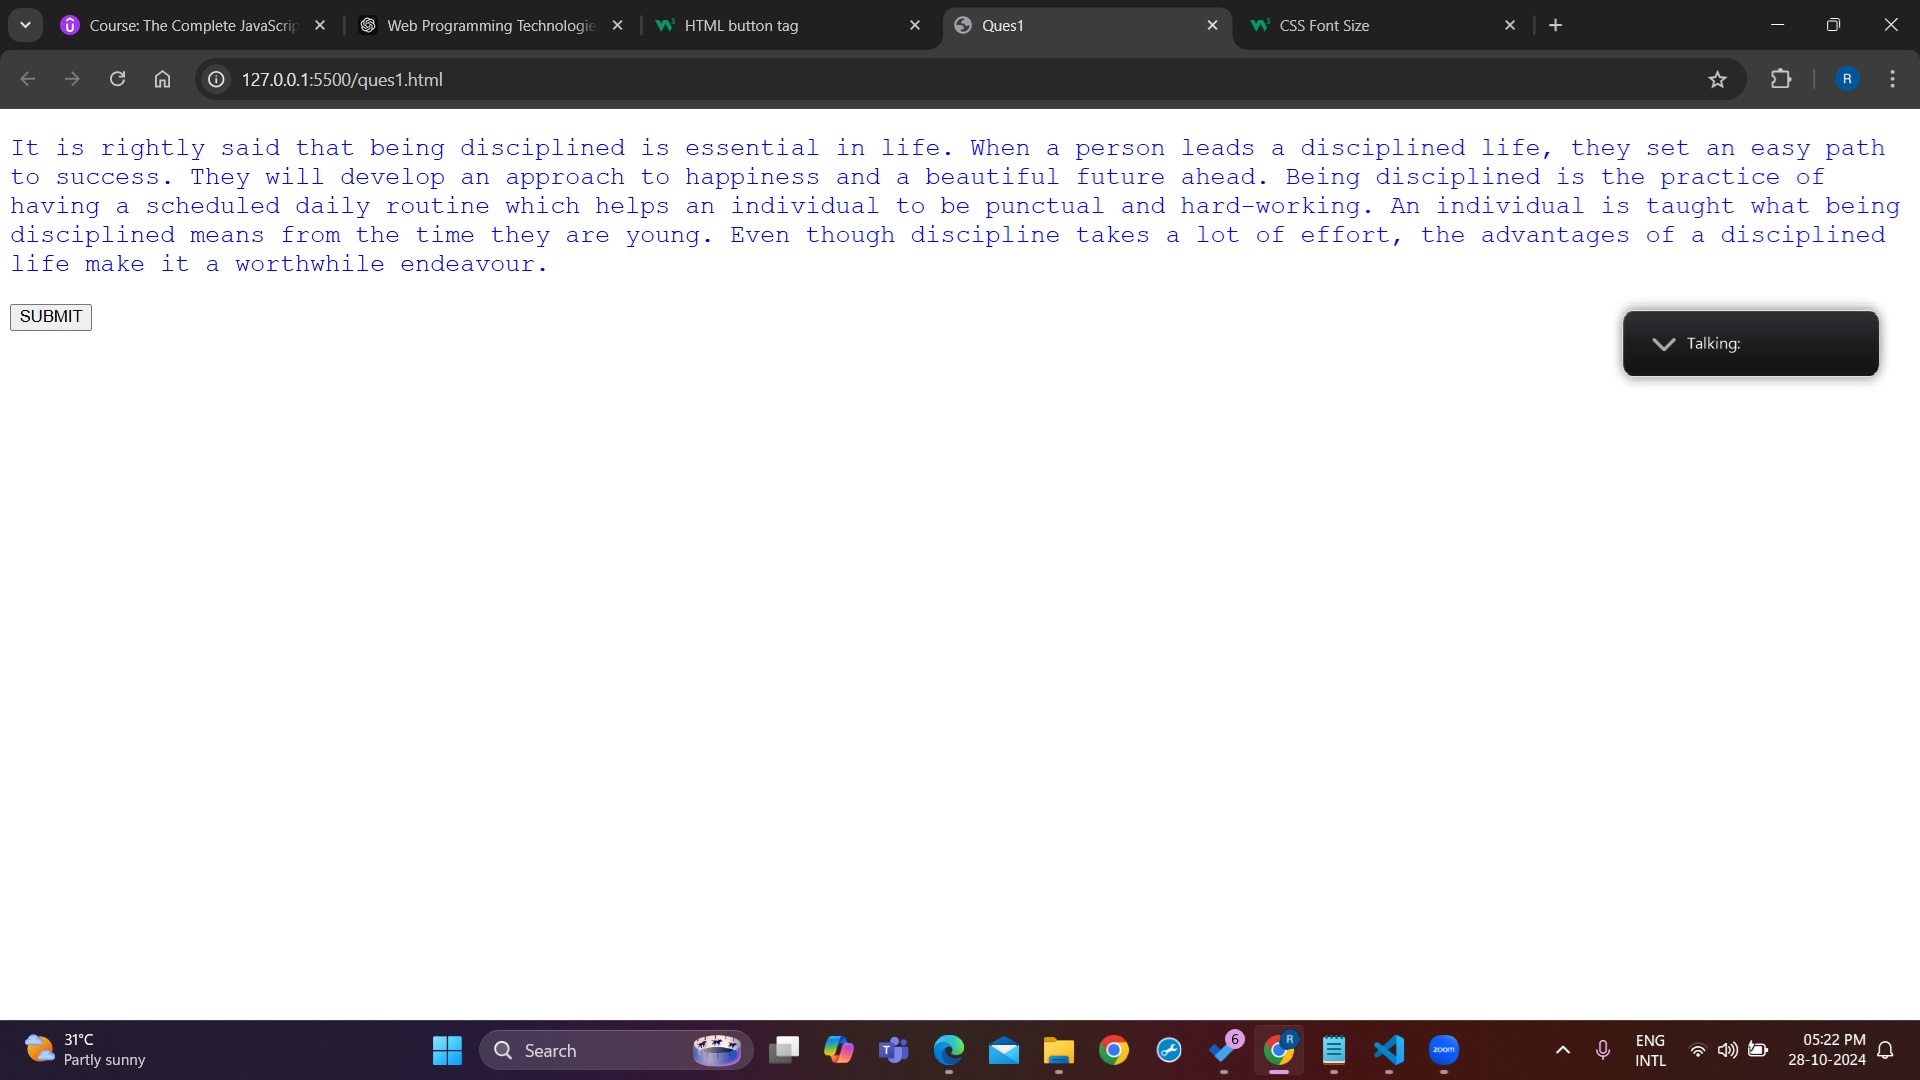 Course: The Complete JavaScrip
Web Programming Technologie
HTML button tag
Ques1
CSS Font Size
127.0.0.1:5500/ques1.html
R
It is rightly said that being disciplined is essential in life. When a person leads a disciplined life, they set an easy path
to success. They will develop an approach to happiness and a beautiful future ahead. Being disciplined is the practice of
having a scheduled daily routine which helps an individual to be punctual and hard-working. An individual is taught what being
disciplined means from the time they are young. Even though discipline takes a lot of effort, the advantages of a disciplined
life make it a worthwhile endeavour.
SUBMIT
Talking:
31°C
Partly sunny
Search
6
R
zoom
ENG
INTL
05:22 PM
28-10-2024